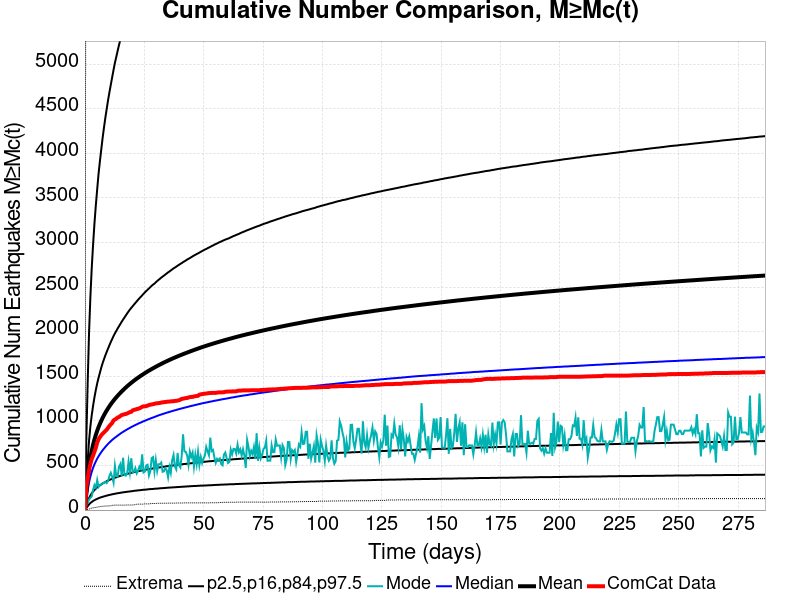 Cumulative Number Comparison, M≥Mc(t)
Cumulative Num Earthquakes M≥Mc(t)
5000
4500
4000
3500
3000
2500
2000
1500
1000
500
0
0 25 50 75 100 125 150 175 200 225 250 275
Time (days)
Extrema p2.5,p16,p84,p97.5 Mode Median Mean ComCat Data